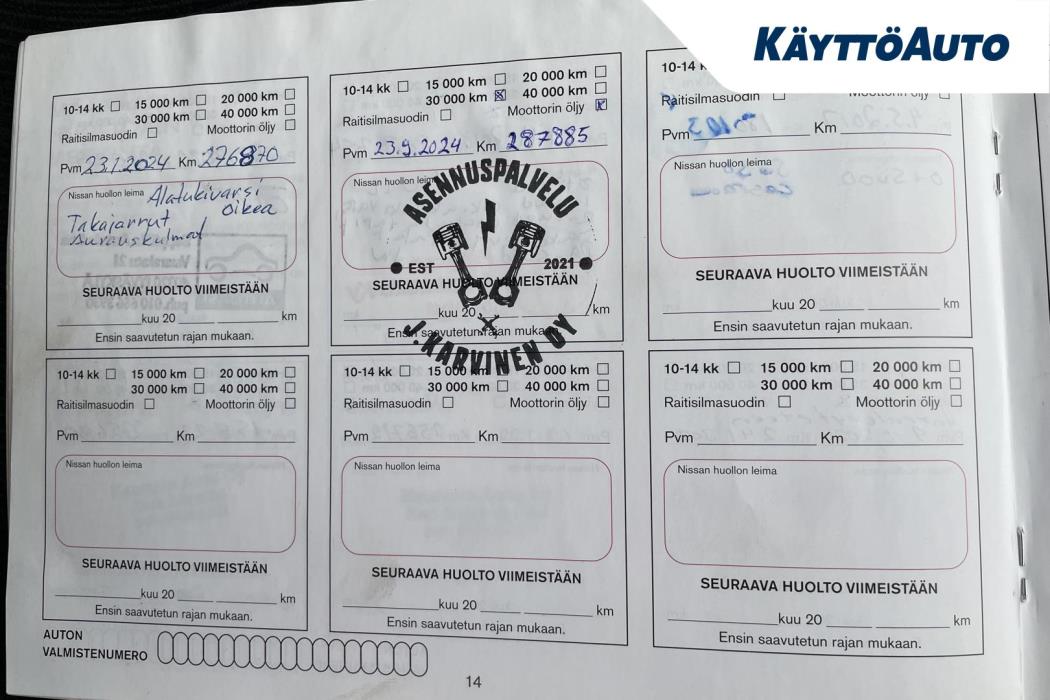 KÄYTTÖAUTO
10-14 kk 15 000 km 20 000 km
30 000 km 40 000 km
Raitisilmasuodin Moottorin öljy
Pvm 23.1.2024 Km 276870
Nissan huollon leima Alatukivarsi
oikea
Takajarrut
Aurauskulmat
SEURAAVA HUOLTO VIIMEISTÄÄN
kuu 20 km
Ensin saavutetun rajan mukaan.
10-14 kk 15 000 km 20 000 km
30 000 km 40 000 km
Raitisilmasuodin Moottorin öljy
Pvm 23.9.2024 Km 287885
Nissan huollon leima
ASENNUSPALVELU
EST 2021
J.KARVINEN OY
SEURAAVA HUOLTO VIIMEISTÄÄN
kuu 20 /km
Ensin saavutetun rajan mukaan.
10-14
Raitisilmasuodin Moottorin öljy
Pvm Km
Nissan huollon leima
SEURAAVA HUOLTO VIIMEISTÄÄN
kuu 20 km
Ensin saavutetun rajan mukaan.
10-14 kk 15 000 km 20 000 km
30 000 km 40 000 km
Raitisilmasuodin Moottorin öljy
Pvm Km
Nissan huollon leima
SEURAAVA HUOLTO VIIMEISTÄÄN
kuu 20 km
Ensin saavutetun rajan mukaan.
10-14 kk 15 000 km 20 000 km
30 000 km 40 000 km
Raitisilmasuodin Moottorin öljy
Pvm Km
Nissan huollon leima
SEURAAVA HUOLTO VIIMEISTÄÄN
kuu 20 km
Ensin saavutetun rajan mukaan.
10-14 kk 15 000 km 20 000 km
30 000 km 40 000 km
Raitisilmasuodin Moottorin öljy
Pvm Km
Nissan huollon leima
SEURAAVA HUOLTO VIIMEISTÄÄN
kuu 20 km
Ensin saavutetun rajan mukaan.
AUTON
VALMISTENUMERO
14